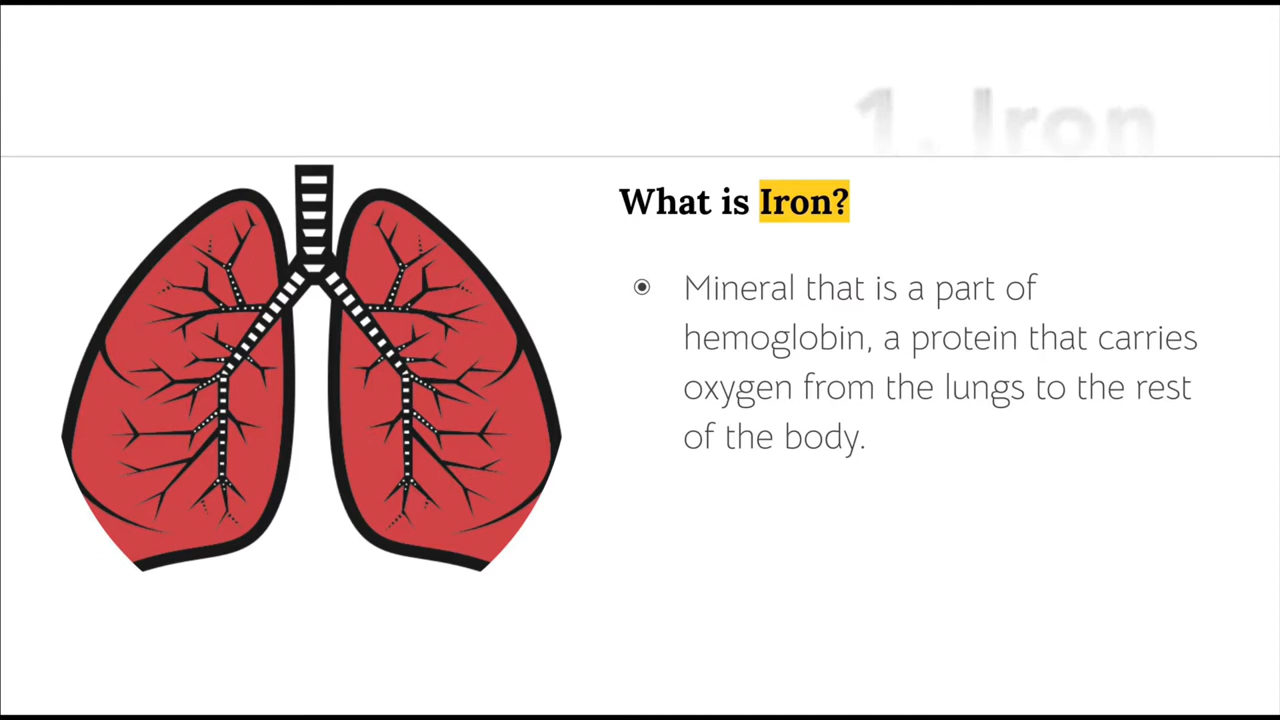 1. Iron
What is Iron?
Mineral that is a part of
hemoglobin, a protein that carries
oxygen from the lungs to the rest
of the body.